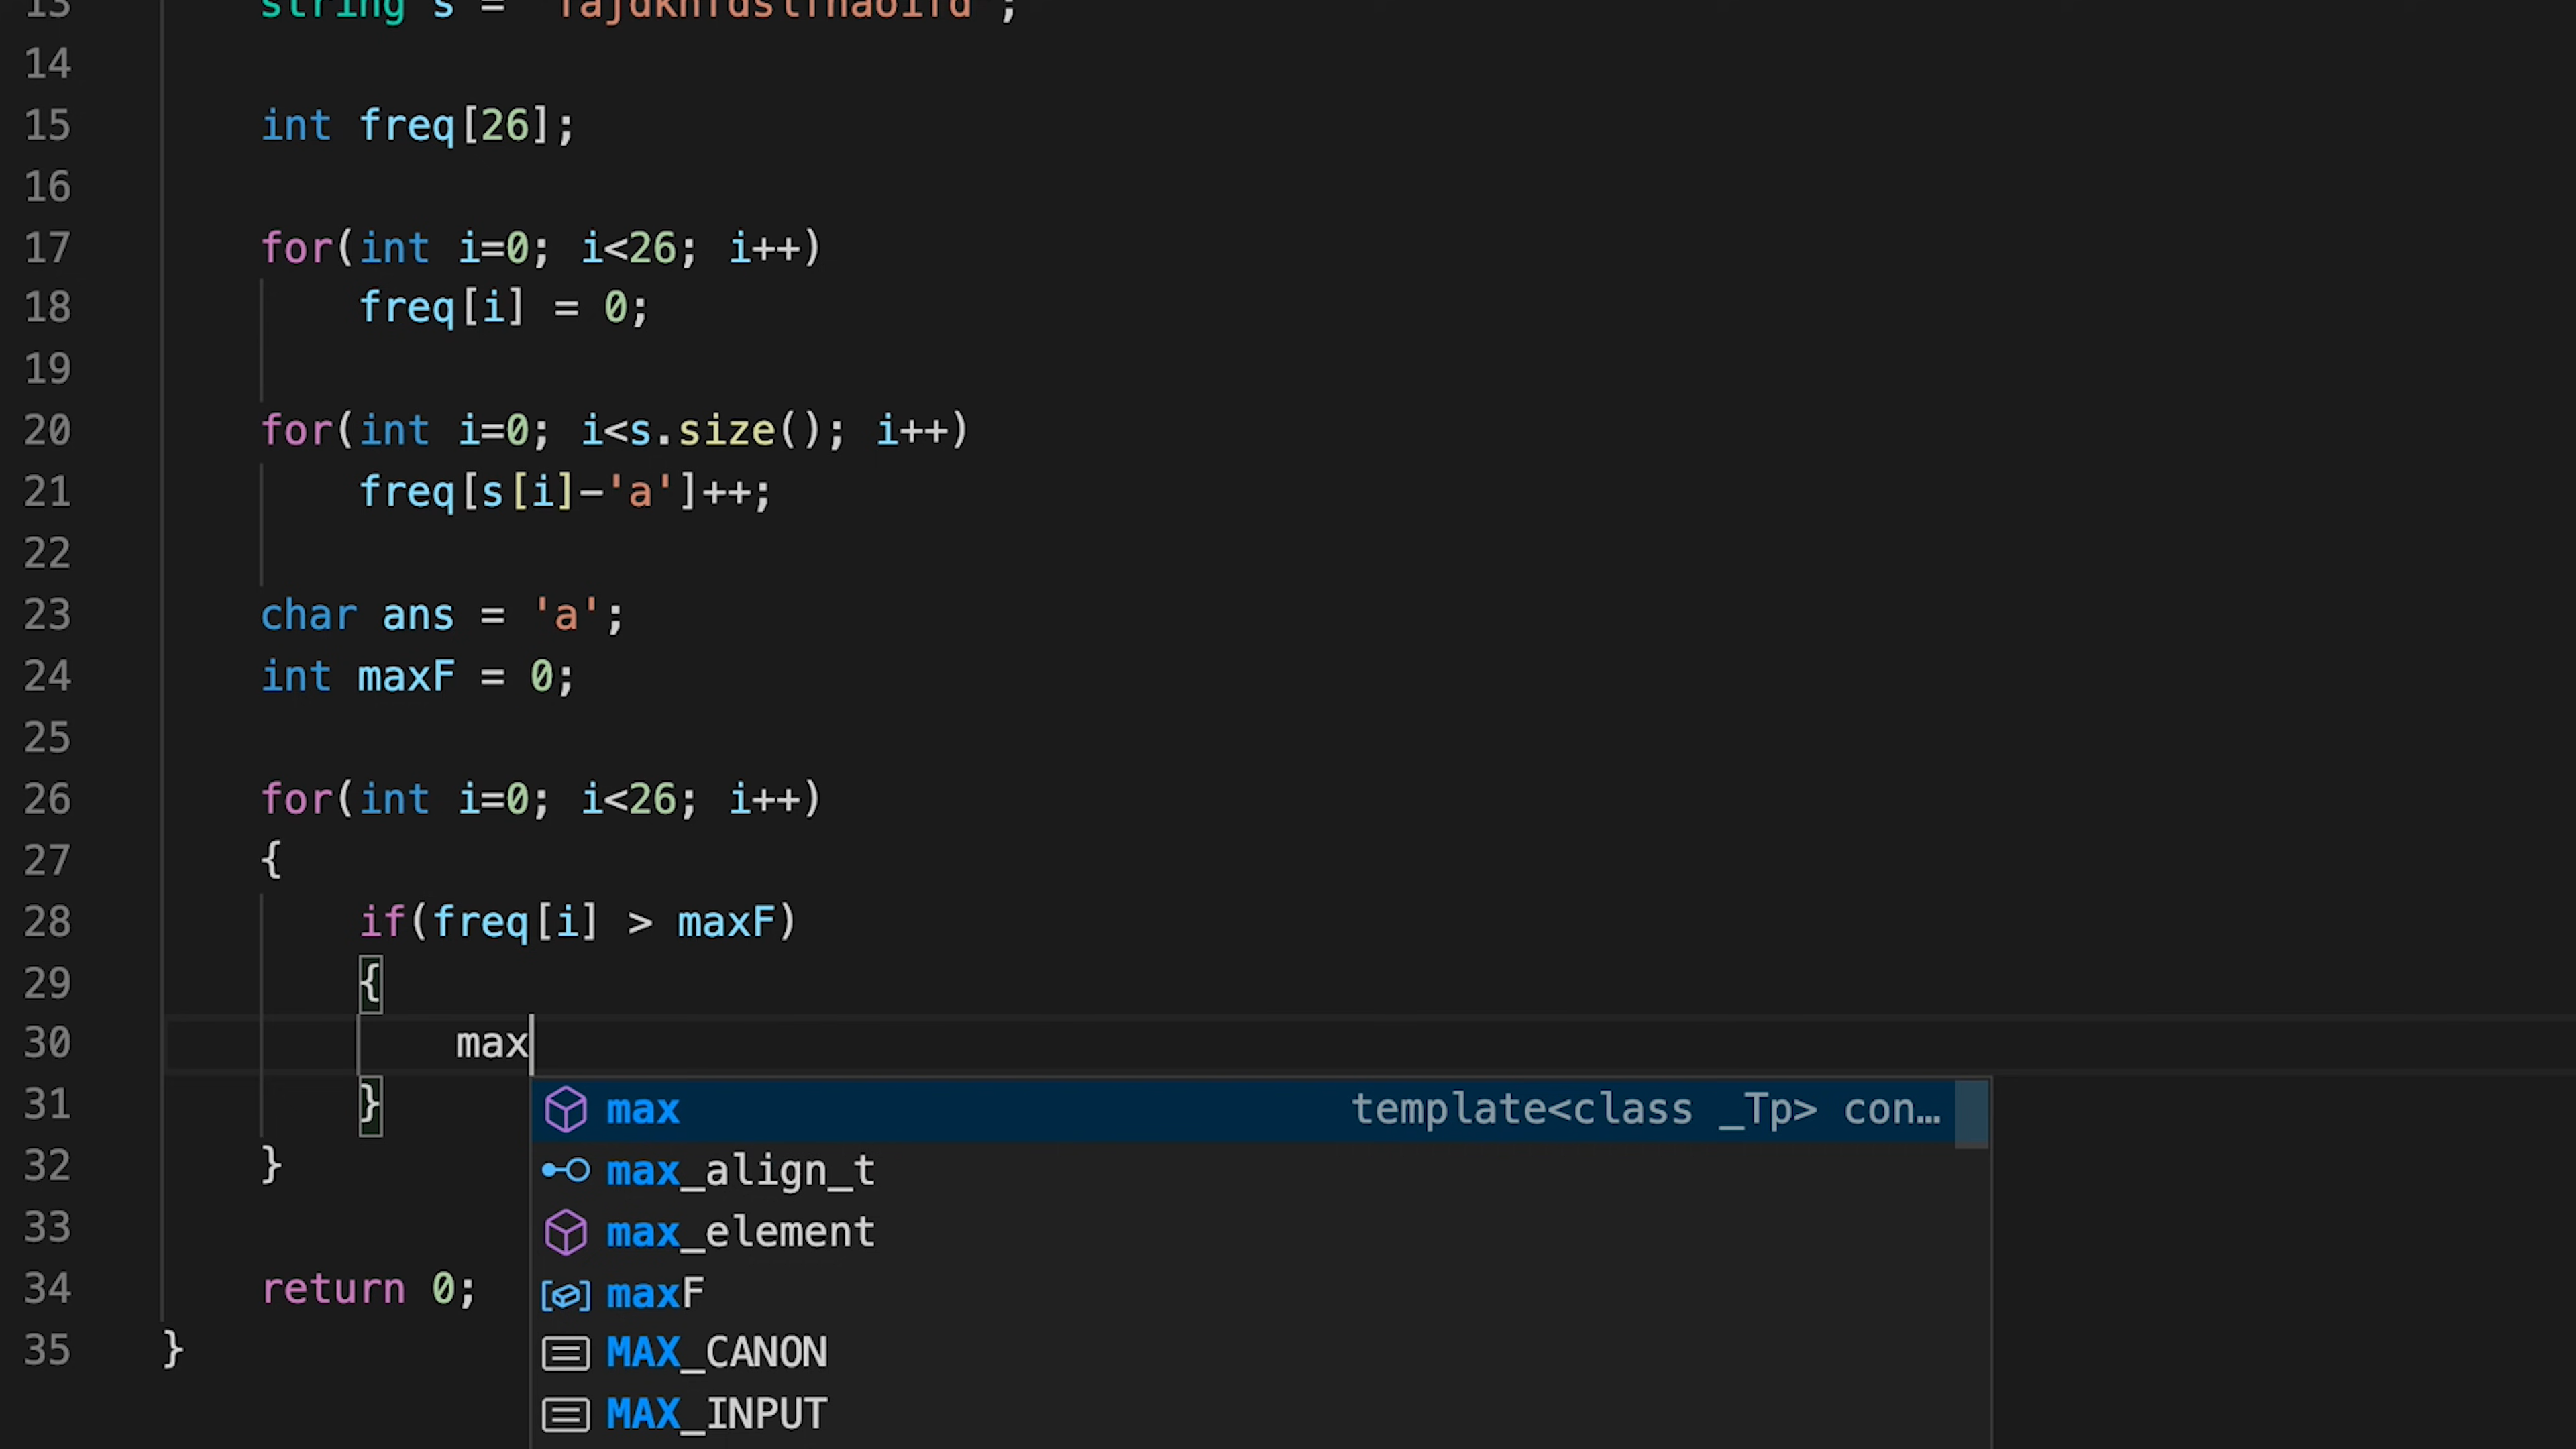 13 string s =
14
15 int freq[26];
16
17 for(int i=0; i<26; i++)
18 freq[i] = 0;
19
20 for(int i=0; i<s.size(); i++)
21 freq[s[i]-'a']++;
22
23 char ans = 'a';
24 int maxF = 0;
25
26 for(int i=0; i<26; i++)
27 {
28 if(freq[i] > maxF)
29 {
30 max
31 }
max template<class _Tp> con…
32 }
max_align_t
33
max_element
34 return 0;
maxF
35 }
MAX_CANON
MAX_INPUT